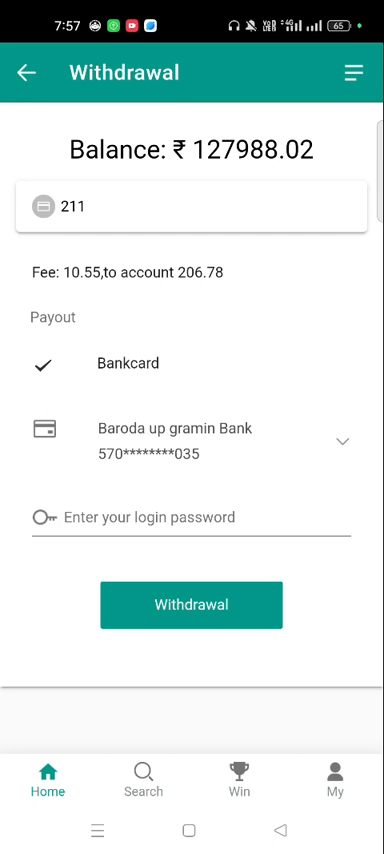 7:57
4G
65
Withdrawal
Balance: ₹ 127988.02
211
Fee: 10.55,to account 206.78
Payout
Bankcard
Baroda up gramin Bank
570********035
Enter your login password
Withdrawal
Home Search Win My